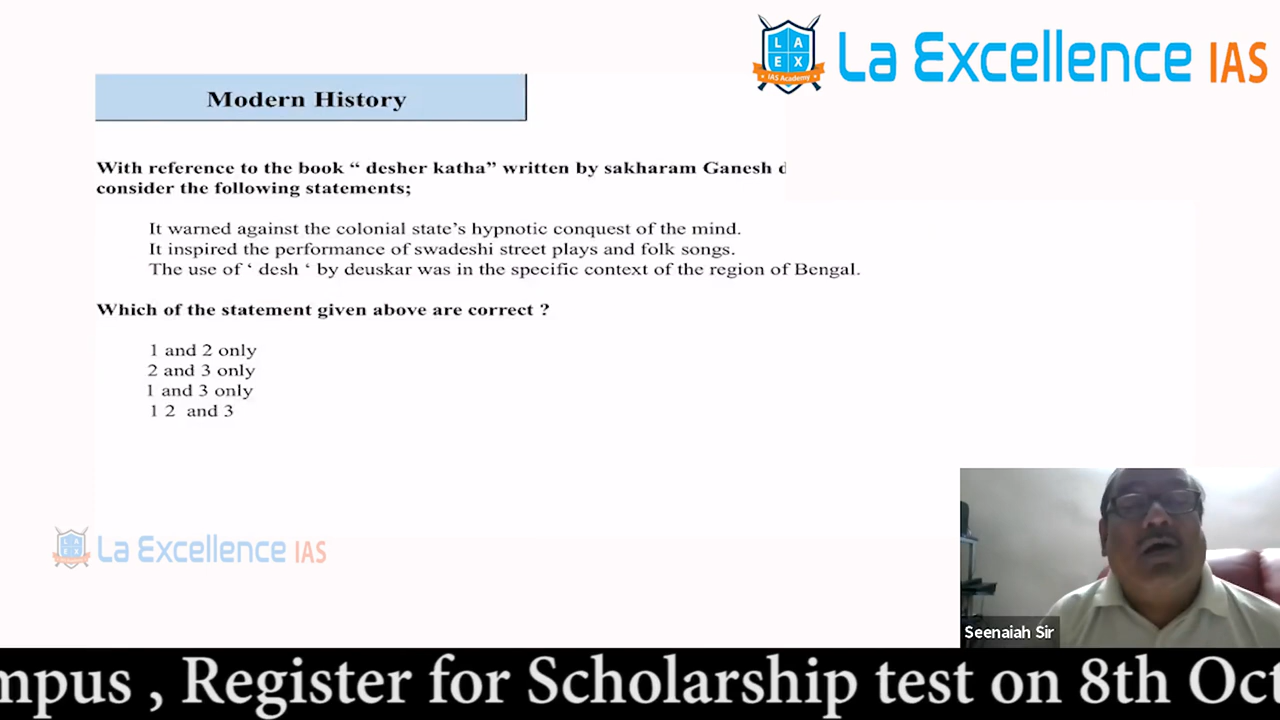 LA
EX
IAS Academy
La Excellence IAS
Modern History
With reference to the book “ desher katha” written by sakharam Ganesh d
consider the following statements;
It warned against the colonial state’s hypnotic conquest of the mind.
It inspired the performance of swadeshi street plays and folk songs.
The use of ‘ desh ‘ by deuskar was in the specific context of the region of Bengal.
Which of the statement given above are correct ?
1 and 2 only
2 and 3 only
1 and 3 only
1 2 and 3
La Excellence IAS
Seenaiah Sir
mpus , Register for Scholarship test on 8th Oct